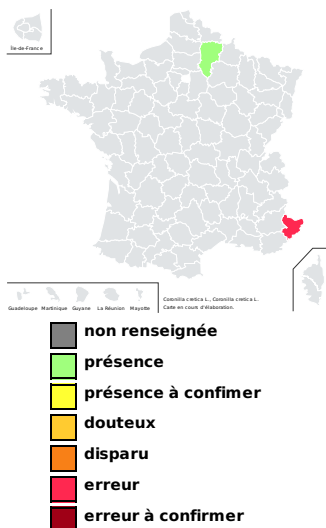 Île-de-France
Guadeloupe Martinique Guyane La Réunion Mayotte
Coronilla cretica L., Coronilla cretica L.
Carte en cours d'élaboration.
non renseignée
présence
présence à confimer
douteux
disparu
erreur
erreur à confirmer